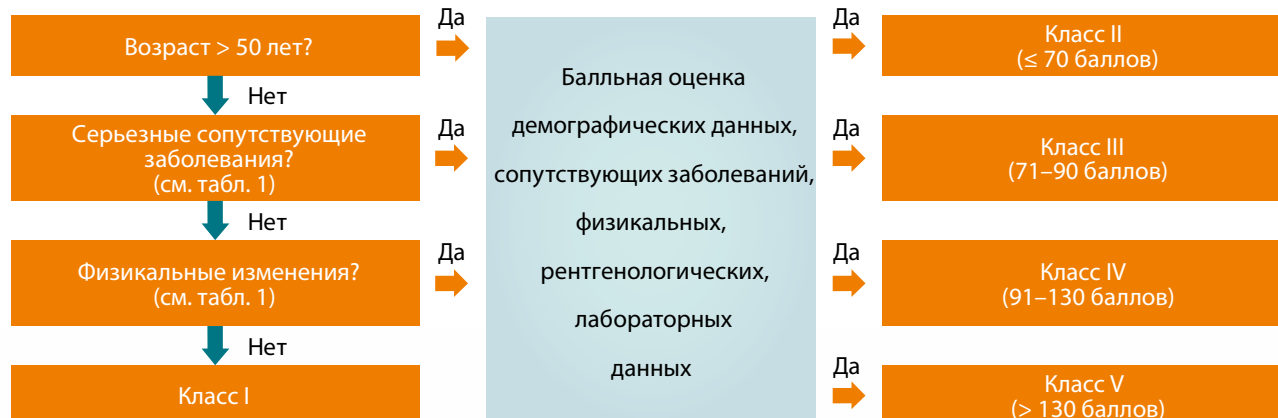 Возраст > 50 лет?
Да
Нет
Серьезные сопутствующие
заболевания?
(см. табл. 1)
Да
Нет
Физикальные изменения?
(см. табл. 1)
Да
Нет
Класс I
Балльная оценка
демографических данных,
сопутствующих заболеваний,
физикальных,
рентгенологических,
лабораторных
данных
Да
Класс II
(≤ 70 баллов)
Да
Класс III
(71–90 баллов)
Да
Класс IV
(91–130 баллов)
Да
Класс V
(> 130 баллов)